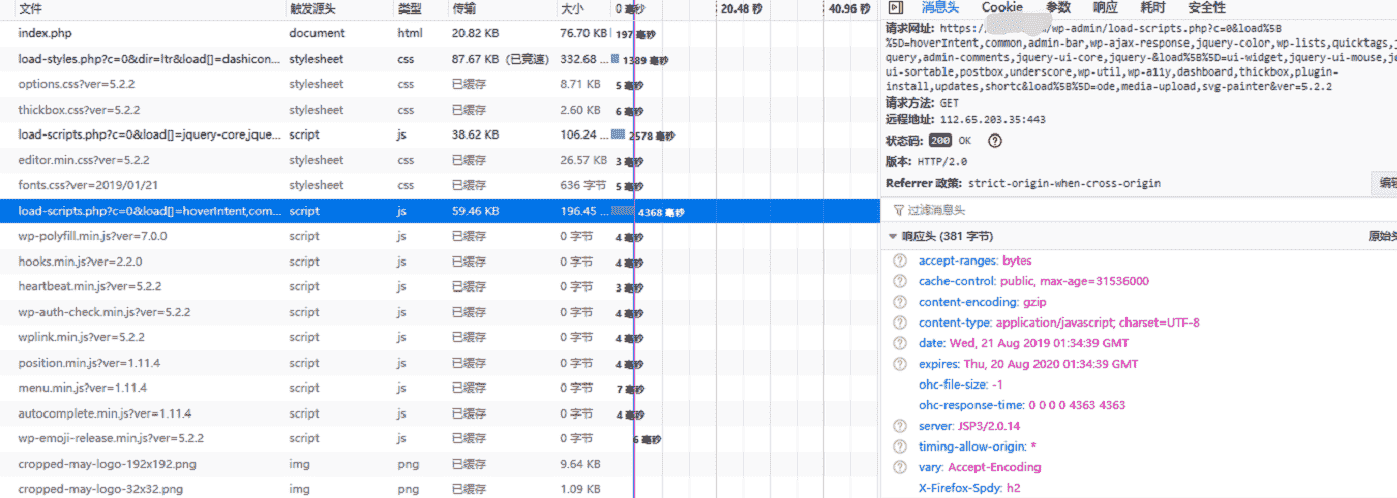 文件 触发源头 类型 传输 大小 0 毫秒 20.48 秒 40.96 秒
index.php document html 20.82 KB 76.70 KB 197 毫秒
load-styles.php?c=0&dir=ltr&load[]=dashicon... stylesheet css 87.67 KB（已竞速） 332.68 ... 1389 毫秒
options.css?ver=5.2.2 stylesheet css 已缓存 8.71 KB 5 毫秒
thickbox.css?ver=5.2.2 stylesheet css 已缓存 2.60 KB 6 毫秒
load-scripts.php?c=0&load[]=jquery-core,jque... script js 38.62 KB 106.24 ... 2578 毫秒
editor.min.css?ver=5.2.2 stylesheet css 已缓存 26.57 KB 3 毫秒
fonts.css?ver=2019/01/21 stylesheet css 已缓存 636 字节 5 毫秒
load-scripts.php?c=0&load[]=hoverIntent,com... script js 59.46 KB 196.45 ... 4368 毫秒
wp-polyfill.min.js?ver=7.0.0 script js 已缓存 0 字节 4 毫秒
hooks.min.js?ver=2.2.0 script js 已缓存 0 字节 4 毫秒
heartbeat.min.js?ver=5.2.2 script js 已缓存 0 字节 3 毫秒
wp-auth-check.min.js?ver=5.2.2 script js 已缓存 0 字节 4 毫秒
wplink.min.js?ver=5.2.2 script js 已缓存 0 字节 4 毫秒
position.min.js?ver=1.11.4 script js 已缓存 0 字节 4 毫秒
menu.min.js?ver=1.11.4 script js 已缓存 0 字节 7 毫秒
autocomplete.min.js?ver=1.11.4 script js 已缓存 0 字节 4 毫秒
wp-emoji-release.min.js?ver=5.2.2 script js 已缓存 0 字节 6 毫秒
cropped-may-logo-192x192.png img png 已缓存 9.64 KB
cropped-may-logo-32x32.png img png 已缓存 1.09 KB
消息头 Cookie 参数 响应 耗时 安全性
请求网址: https:/ /wp-admin/load-scripts.php?c=0&load%5B
%5D=hoverIntent,common,admin-bar,wp-ajax-response,jquery-color,wp-lists,quicktags,j
query,admin-comments,jquery-ui-core,jquery-&load%5B%5D=ui-widget,jquery-ui-mouse,j
ui-sortable,postbox,underscore,wp-util,wp-a11y,dashboard,thickbox,plugin-
install,updates,shortc&load%5B%5D=ode,media-upload,svg-painter&ver=5.2.2
请求方法: GET
远程地址: 112.65.203.35:443
状态码: 200 OK
版本: HTTP/2.0
Referrer 政策: strict-origin-when-cross-origin 编辑
过滤消息头
响应头 (381 字节) 原始头
accept-ranges: bytes
cache-control: public, max-age=31536000
content-encoding: gzip
content-type: application/javascript; charset=UTF-8
date: Wed, 21 Aug 2019 01:34:39 GMT
expires: Thu, 20 Aug 2020 01:34:39 GMT
ohc-file-size: -1
ohc-response-time: 0 0 0 0 4363 4363
server: JSP3/2.0.14
timing-allow-origin: *
vary: Accept-Encoding
X-Firefox-Spdy: h2